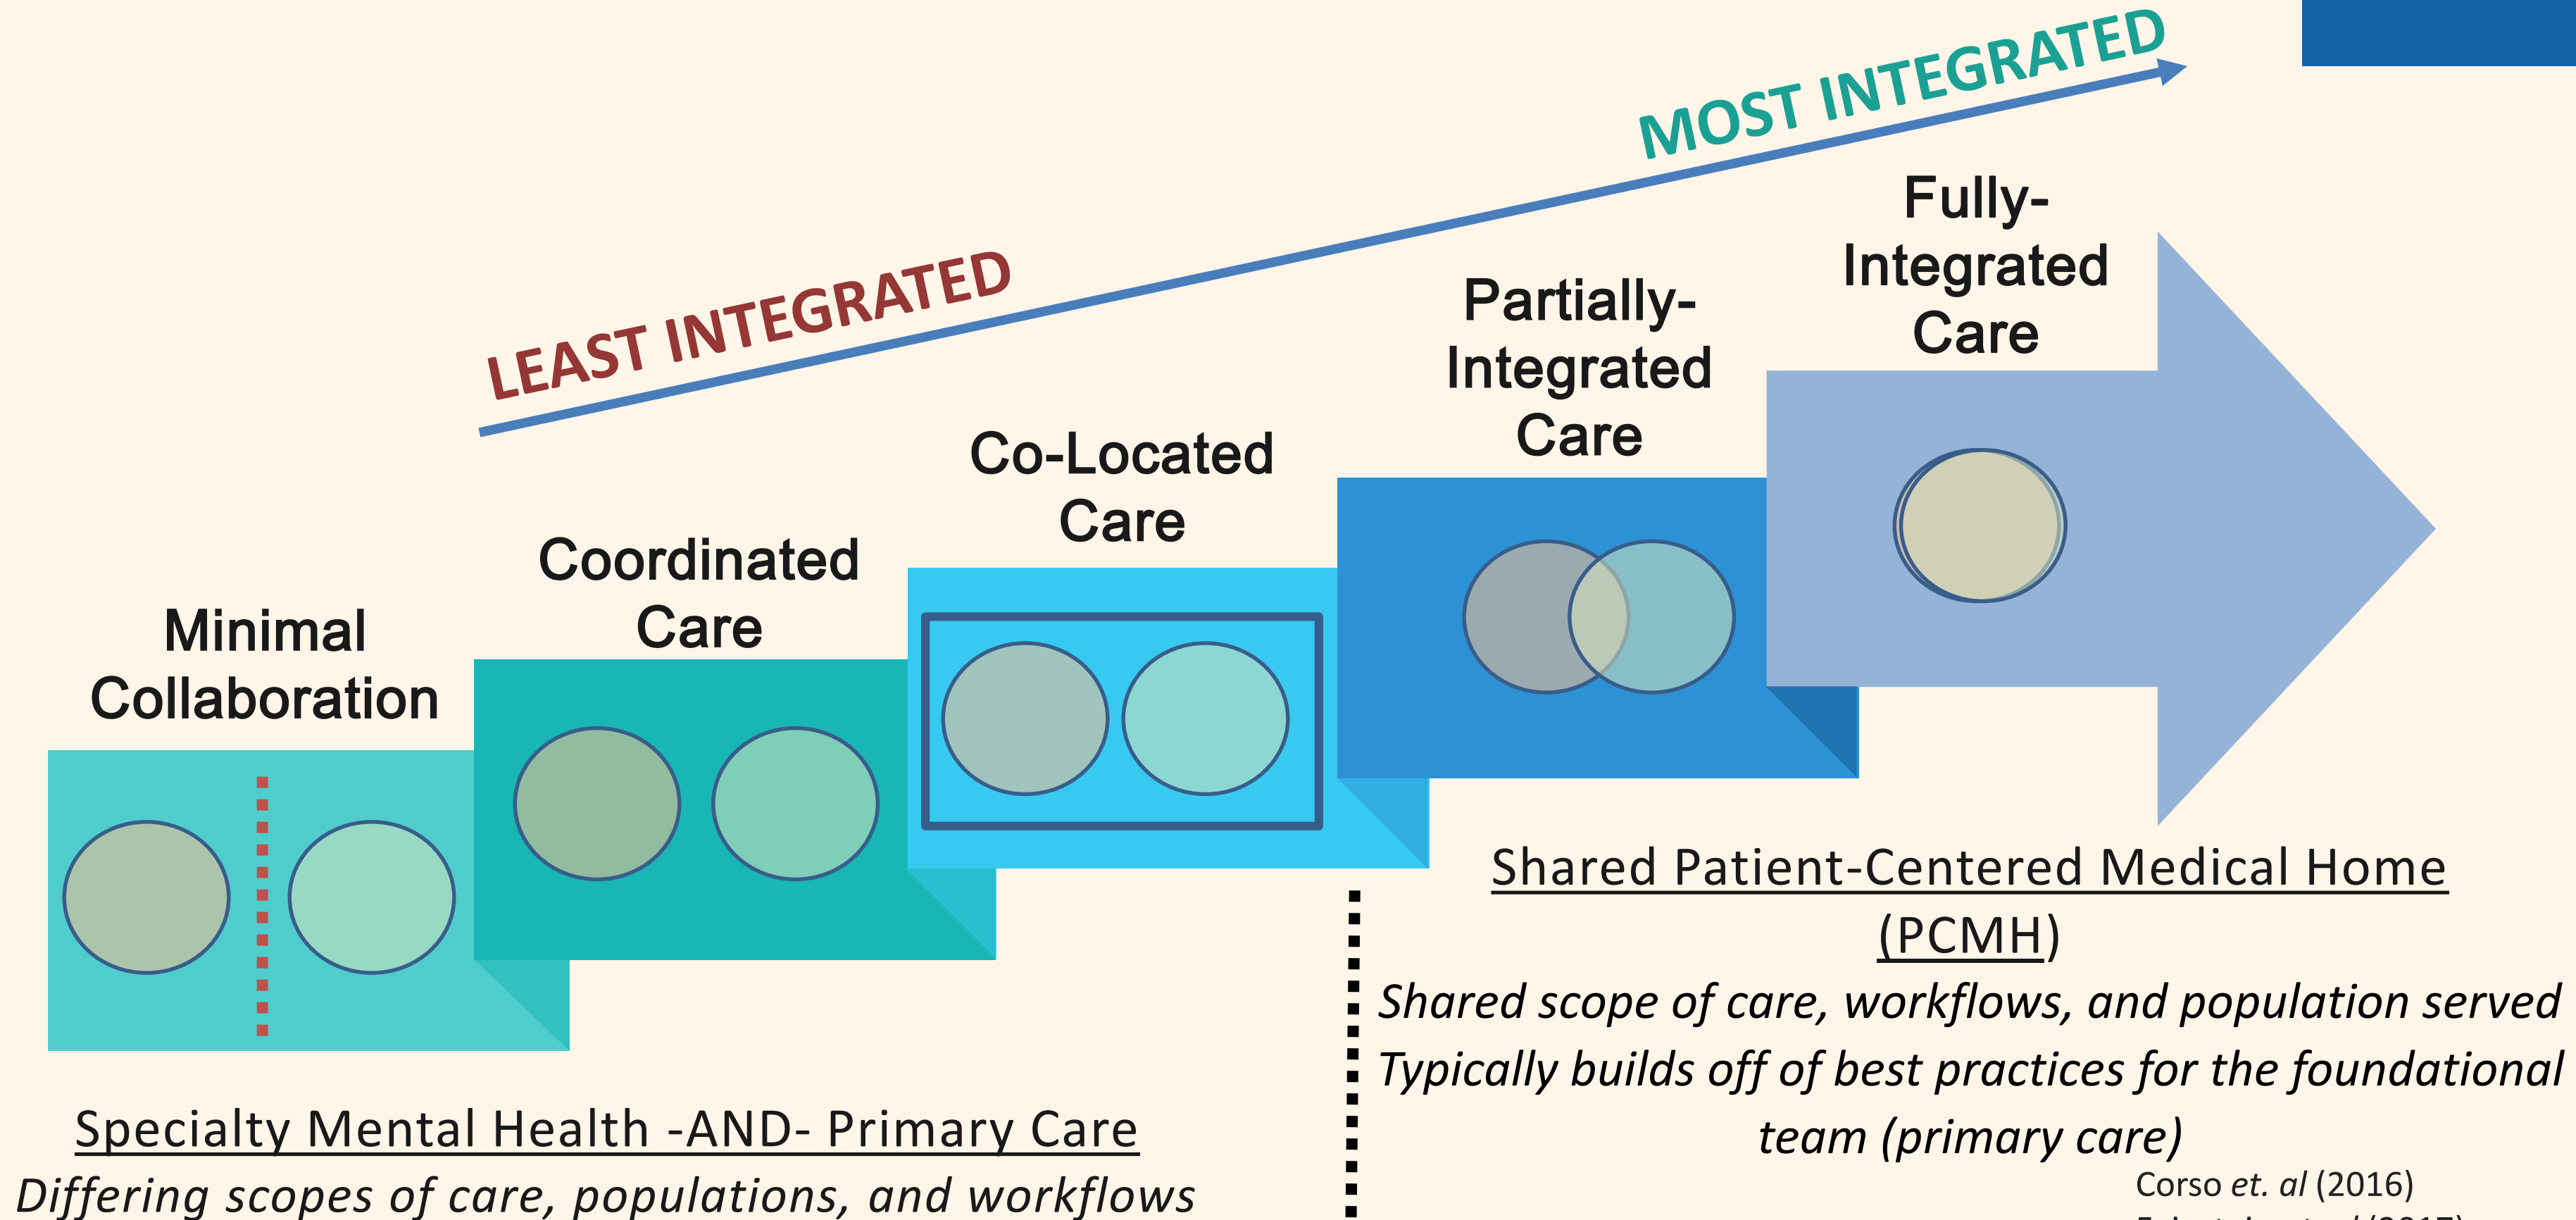 MOST INTEGRATED
LEAST INTEGRATED
Minimal
Collaboration
Coordinated
Care
Co-Located
Care
Partially-
Integrated
Care
Fully-
Integrated
Care
Specialty Mental Health -AND- Primary Care
Differing scopes of care, populations, and workflows
Shared Patient-Centered Medical Home
(PCMH)
Shared scope of care, workflows, and population served
Typically builds off of best practices for the foundational
team (primary care)
Corso et. al (2016)